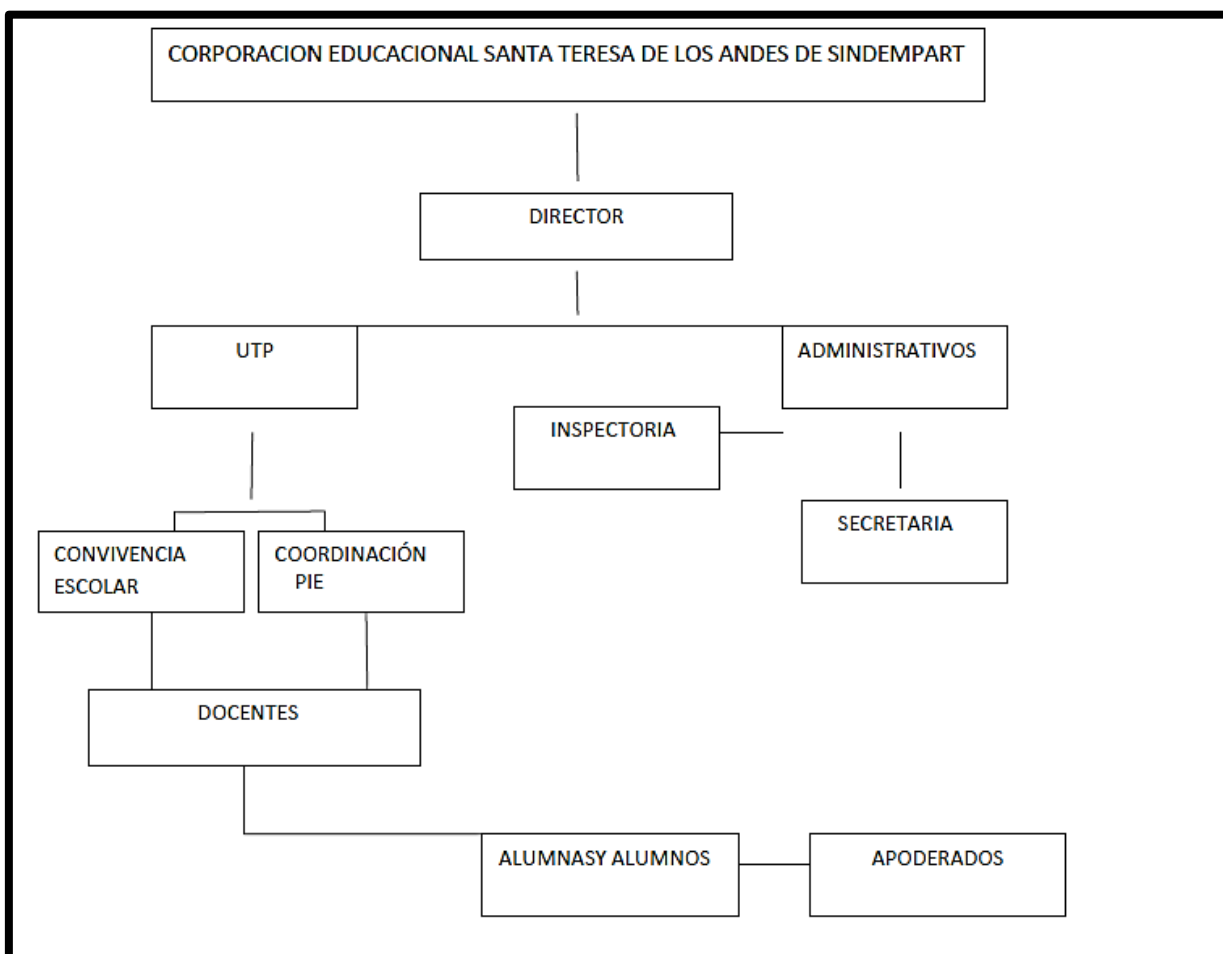 CORPORACION EDUCACIONAL SANTA TERESA DE LOS ANDES DE SINDEMPART
DIRECTOR
UTP
ADMINISTRATIVOS
INSPECTORIA
SECRETARIA
CONVIVENCIA
ESCOLAR
COORDINACIÓN
PIE
DOCENTES
ALUMNASY ALUMNOS
APODERADOS